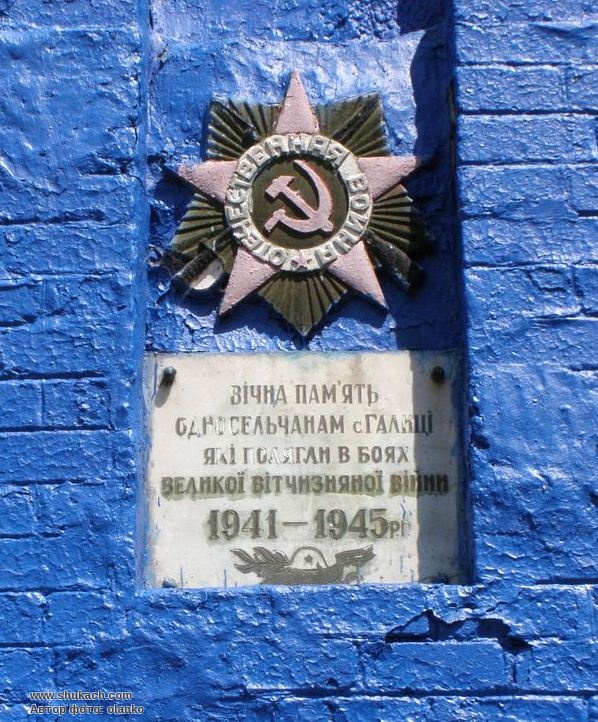 ОТЕЧЕСТВЕННАЯ ВОЙНА
ВІЧНА ПАМ'ЯТЬ
ОДНОСЕЛЬЧАНАМ с.ГАЛИЦІ
ЯКІ ПОЛЯГЛИ В БОЯХ
ВЕЛИКОЇ ВІТЧИЗНЯНОЇ ВІЙНИ
1941–1945рр
www.shukach.com
Автор фото: olanko